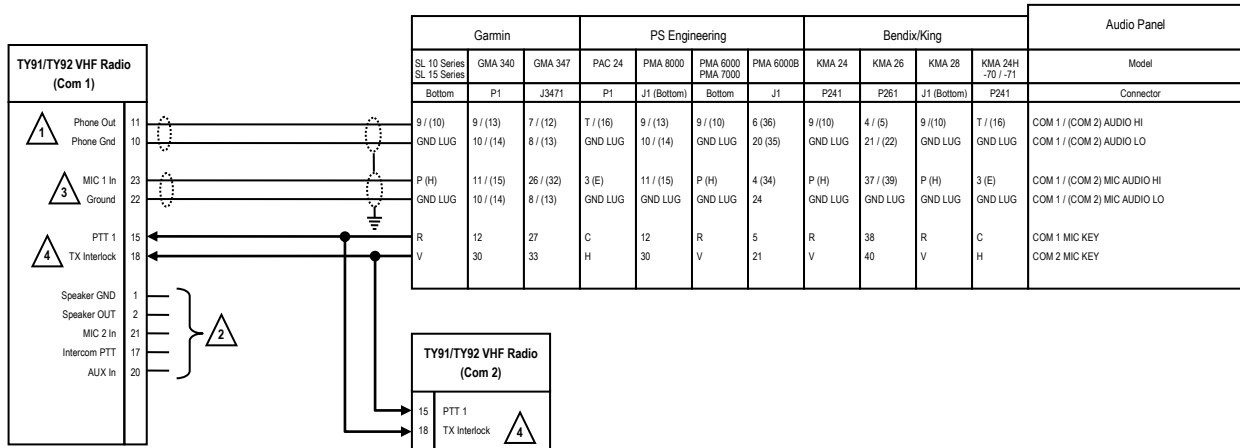 Audio Panel
Garmin PS Engineering Bendix/King
TY91/TY92 VHF Radio
(Com 1)
SL 10 Series
SL 15 Series
GMA 340 GMA 347 PAC 24 PMA 8000 PMA 6000
PMA 7000
PMA 6000B KMA 24 KMA 26 KMA 28 KMA 24H
-70 / -71
Model
Bottom P1 J3471 P1 J1 (Bottom) Bottom J1 P241 P261 J1 (Bottom) P241 Connector
1 Phone Out 11 9 / (10) 9 / (13) 7 / (12) T / (16) 9 / (13) 9 / (10) 6 (36) 9 /(10) 4 / (5) 9 /(10) T / (16) COM 1 / (COM 2) AUDIO HI
Phone Gnd 10 GND LUG 10 / (14) 8 / (13) GND LUG 10 / (14) GND LUG 20 (35) GND LUG 21 / (22) GND LUG GND LUG COM 1 / (COM 2) AUDIO LO
3 MIC 1 In 23 P (H) 11 / (15) 26 / (32) 3 (E) 11 / (15) P (H) 4 (34) P (H) 37 / (39) P (H) 3 (E) COM 1 / (COM 2) MIC AUDIO HI
Ground 22 GND LUG 10 / (14) 8 / (13) GND LUG GND LUG GND LUG 24 GND LUG GND LUG GND LUG GND LUG COM 1 / (COM 2) MIC AUDIO LO
4 PTT 1 15 R 12 27 C 12 R 5 R 38 R C COM 1 MIC KEY
TX Interlock 18 V 30 33 H 30 V 21 V 40 V H COM 2 MIC KEY
Speaker GND 1
Speaker OUT 2
MIC 2 In 21
Intercom PTT 17
AUX In 20
2
TY91/TY92 VHF Radio
(Com 2)
15 PTT 1
18 TX Interlock 4